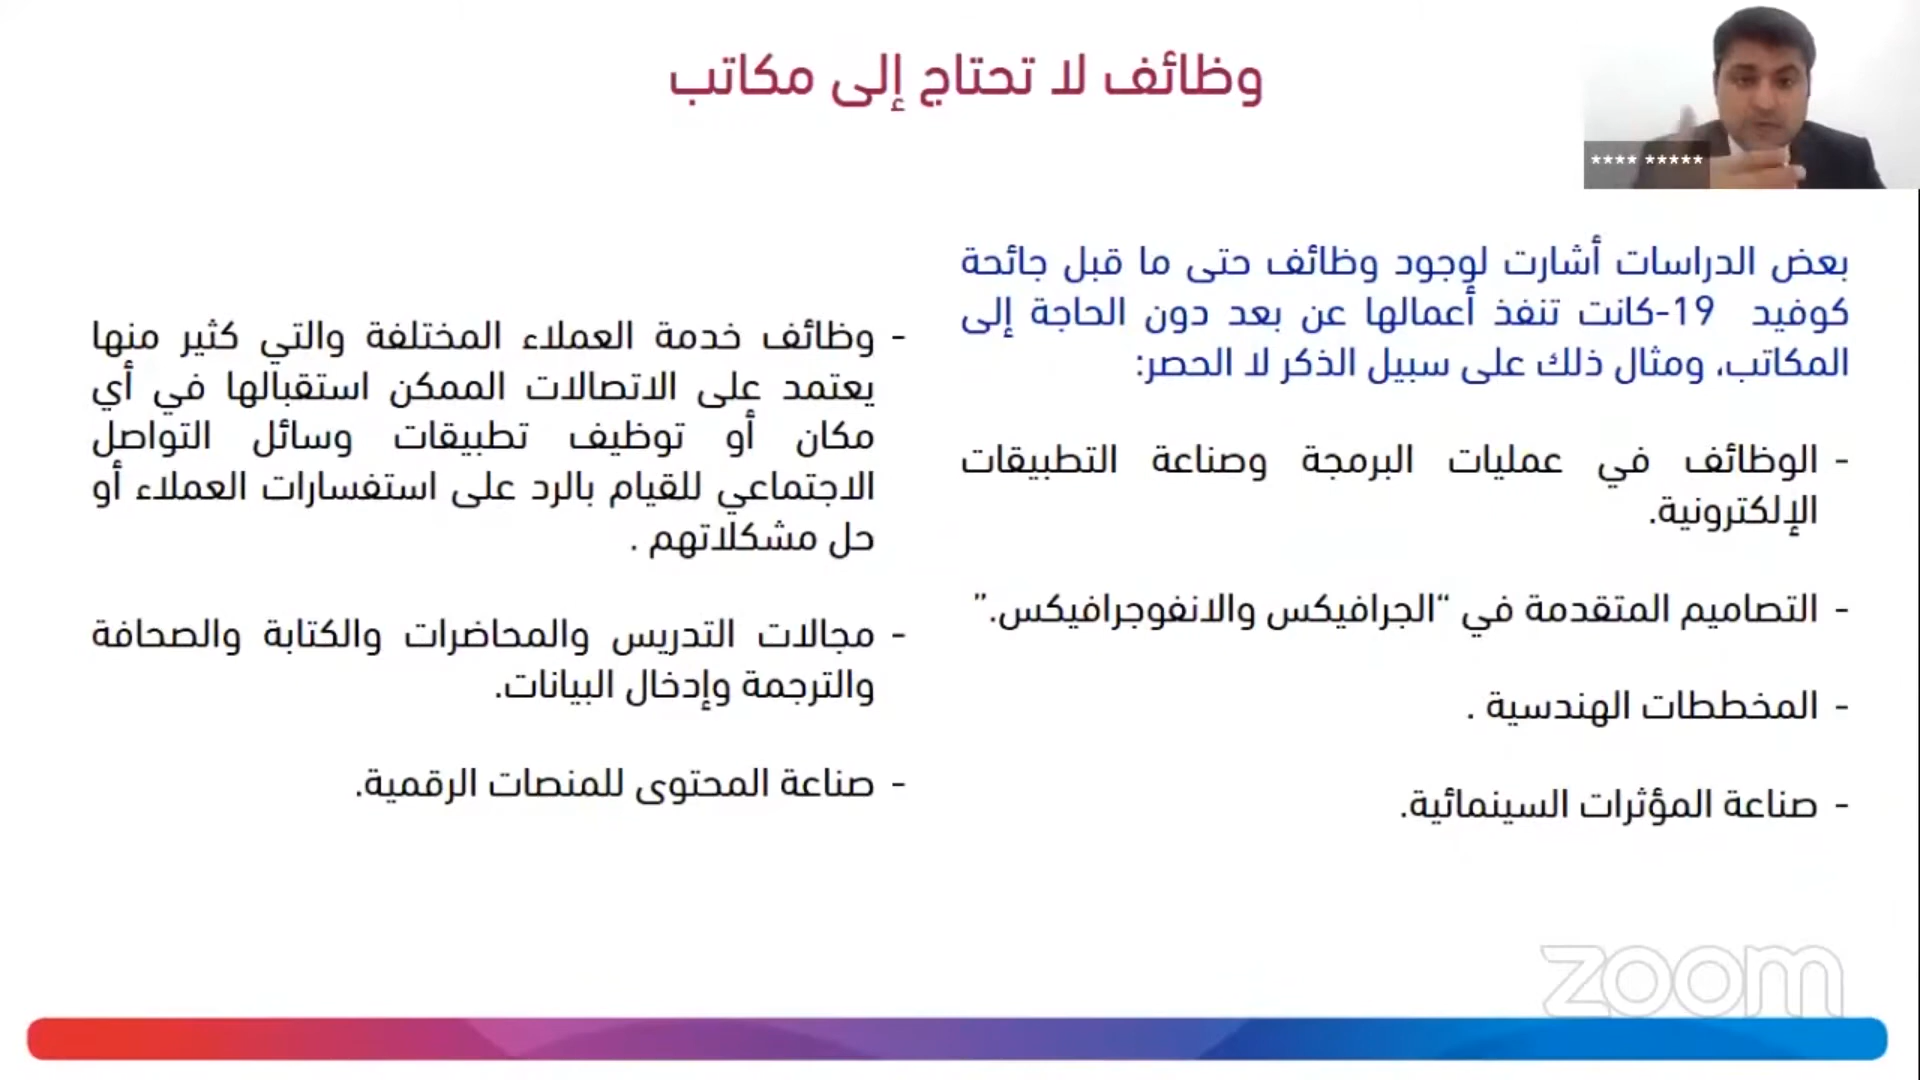 وظائف لا تحتاج إلى مكاتب
**** *****
بعض الدراسات أشارت لوجود وظائف حتى ما قبل جائحة
كوفيد 19-كانت تنفذ أعمالها عن بعد دون الحاجة إلى
المكاتب، ومثال ذلك على سبيل الذكر لا الحصر:
- الوظائف في عمليات البرمجة وصناعة التطبيقات
الإلكترونية.
- التصاميم المتقدمة في “الجرافيكس والانفوجرافيكس.”
- المخططات الهندسية .
- صناعة المؤثرات السينمائية.
- وظائف خدمة العملاء المختلفة والتي كثير منها
يعتمد على الاتصالات الممكن استقبالها في أي
مكان أو توظيف تطبيقات وسائل التواصل
الاجتماعي للقيام بالرد على استفسارات العملاء أو
حل مشكلاتهم .
- مجالات التدريس والمحاضرات والكتابة والصحافة
والترجمة وإدخال البيانات.
- صناعة المحتوى للمنصات الرقمية.
zoom